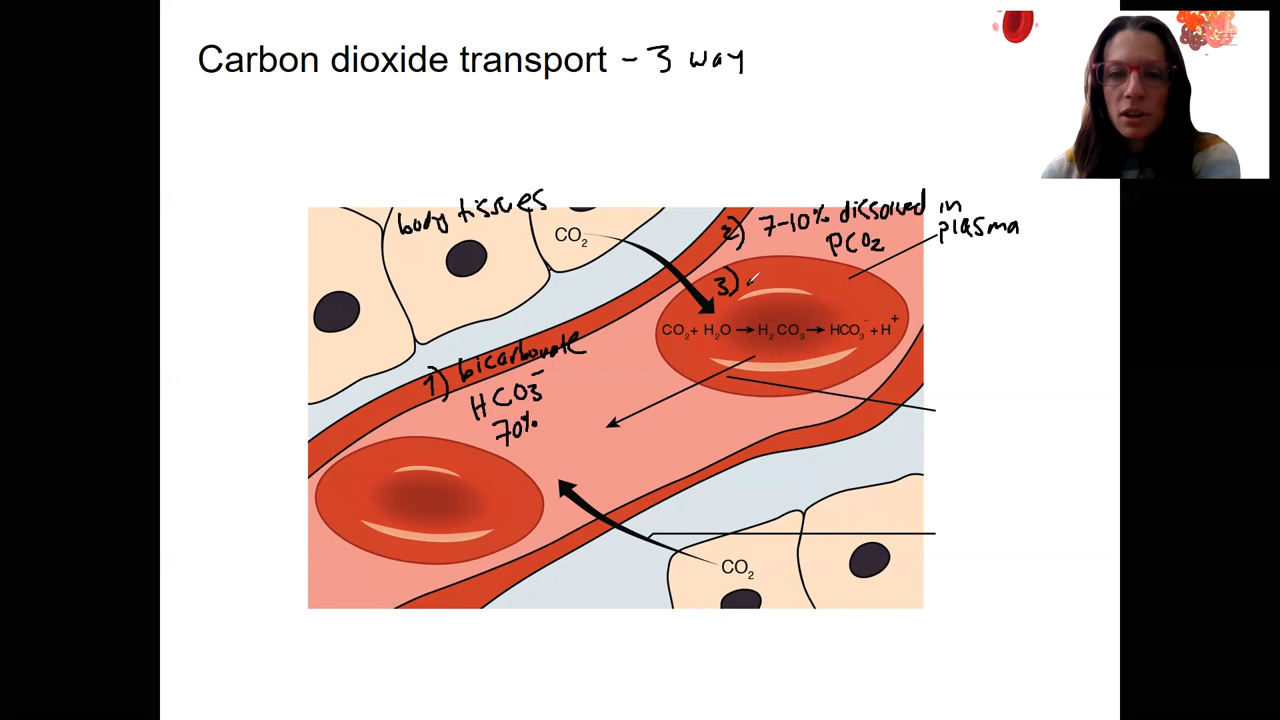 Carbon dioxide transport - 3 way
body tissues
CO₂
2) 7-10% dissolved in
plasma
PCO₂
3)
CO₂+ H₂O → H₂CO₃ → HCO₃⁻ + H⁺
1) bicarbonate
HCO₃⁻
70%
CO₂